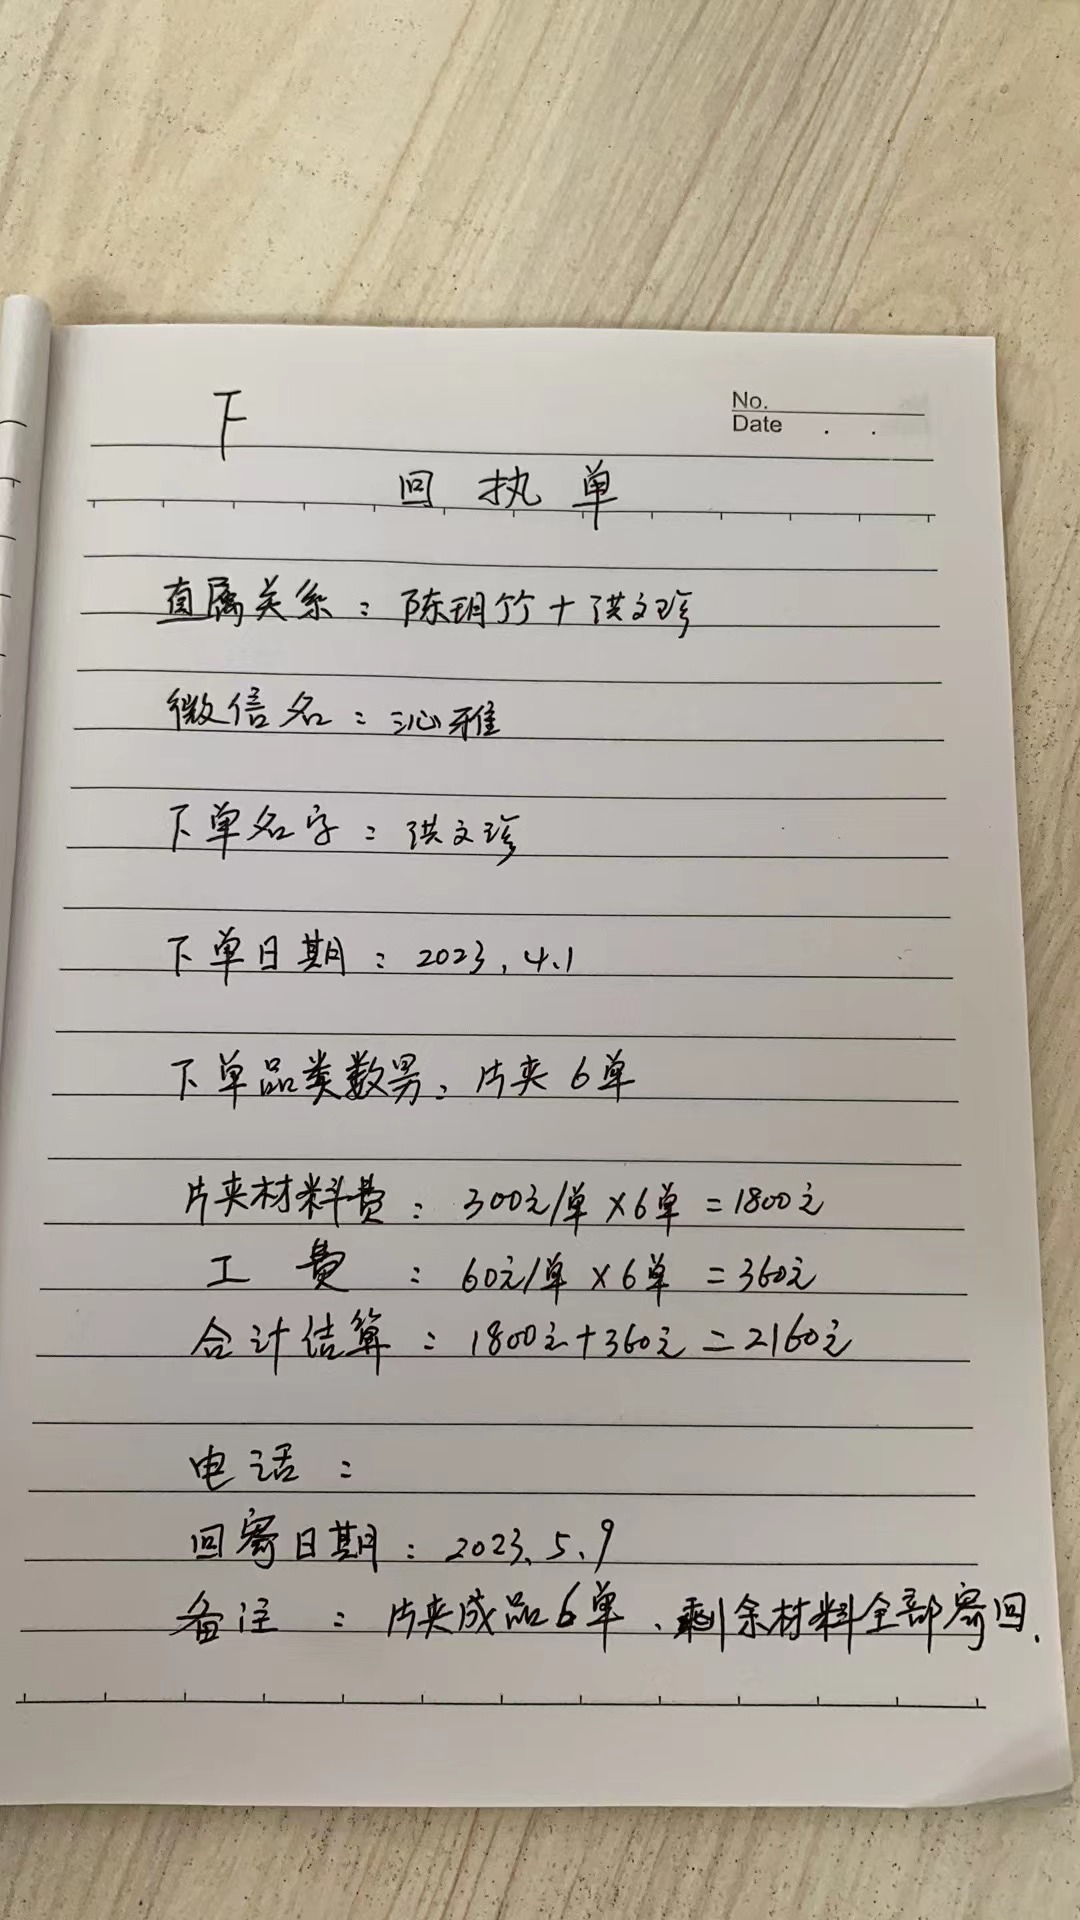 No.
Date . .
下
回执单
直属关系：陈玥竹＋洪文珍
微信名：沁雅
下单名字：洪文珍
下单日期：2023.4.1
下单品类数男：片夹6单
片夹材料费：300元/单×6单=1800元
工费：60元/单×6单=360元
合计结算：1800元+360元=2160元
电话：
回寄日期：2023.5.9
备注：片夹成品6单、剩余材料全部寄回.